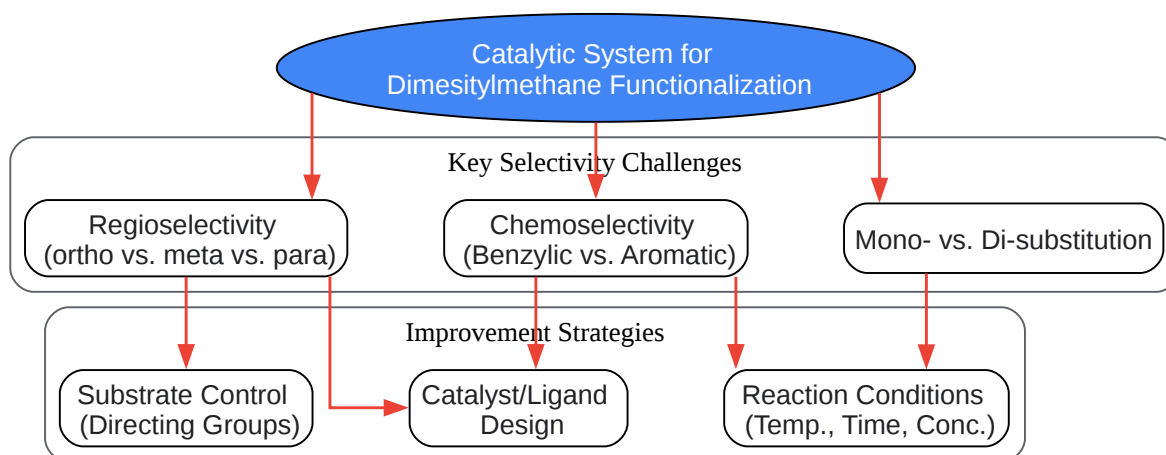 Catalytic System for
Dimesitylmethane Functionalization
Key Selectivity Challenges
Regioselectivity
(ortho vs. meta vs. para)
Chemoselectivity
(Benzylic vs. Aromatic)
Mono- vs. Di-substitution
Improvement Strategies
Substrate Control
(Directing Groups)
Catalyst/Ligand
Design
Reaction Conditions
(Temp., Time, Conc.)